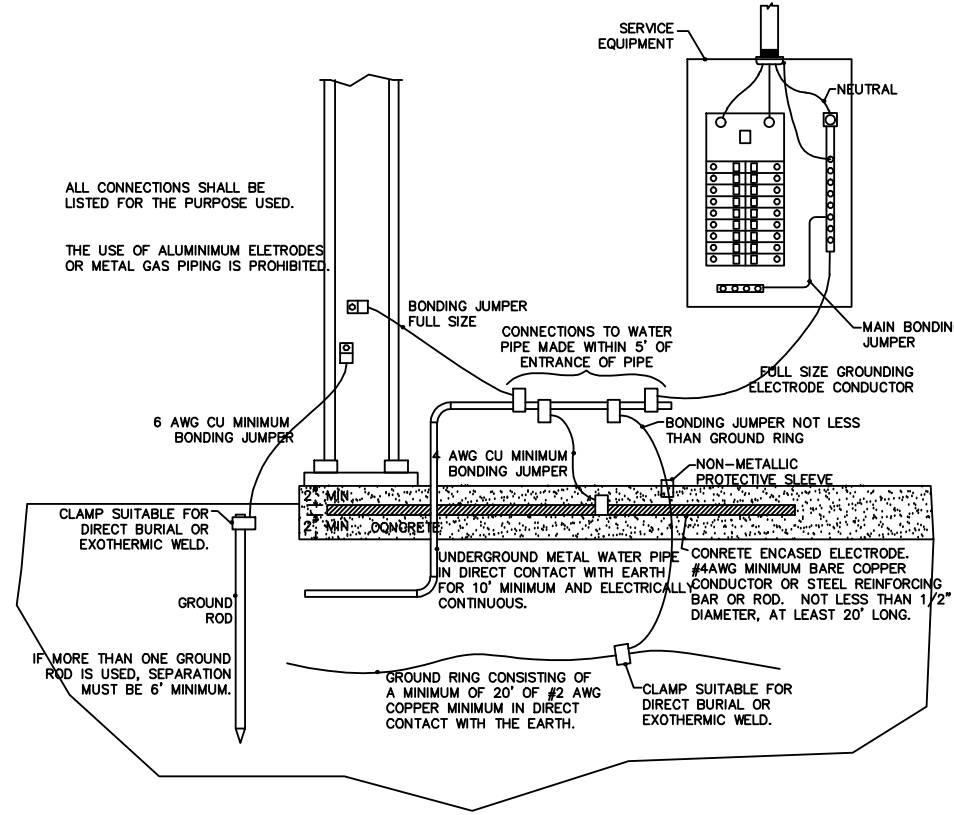 SERVICE
EQUIPMENT
NEUTRAL
ALL CONNECTIONS SHALL BE
LISTED FOR THE PURPOSE USED.
THE USE OF ALUMINIMUM ELETRODES
OR METAL GAS PIPING IS PROHIBITED.
BONDING JUMPER
FULL SIZE
CONNECTIONS TO WATER
PIPE MADE WITHIN 5' OF
ENTRANCE OF PIPE
MAIN BONDIN
JUMPER
FULL SIZE GROUNDING
ELECTRODE CONDUCTOR
6 AWG CU MINIMUM
BONDING JUMPER
BONDING JUMPER NOT LESS
THAN GROUND RING
4 AWG CU MINIMUM
BONDING JUMPER
NON-METALLIC
PROTECTIVE SLEEVE
2" MIN
2" MIN
CONCRETE
CLAMP SUITABLE FOR
DIRECT BURIAL OR
EXOTHERMIC WELD.
UNDERGROUND METAL WATER PIPE
IN DIRECT CONTACT WITH EARTH
FOR 10' MINIMUM AND ELECTRICALLY
CONTINUOUS.
CONRETE ENCASED ELECTRODE.
#4AWG MINIMUM BARE COPPER
CONDUCTOR OR STEEL REINFORCING
BAR OR ROD. NOT LESS THAN 1/2"
DIAMETER, AT LEAST 20' LONG.
GROUND
ROD
IF MORE THAN ONE GROUND
ROD IS USED, SEPARATION
MUST BE 6' MINIMUM.
GROUND RING CONSISTING OF
A MINIMUM OF 20' OF #2 AWG
COPPER MINIMUM IN DIRECT
CONTACT WITH THE EARTH.
CLAMP SUITABLE FOR
DIRECT BURIAL OR
EXOTHERMIC WELD.